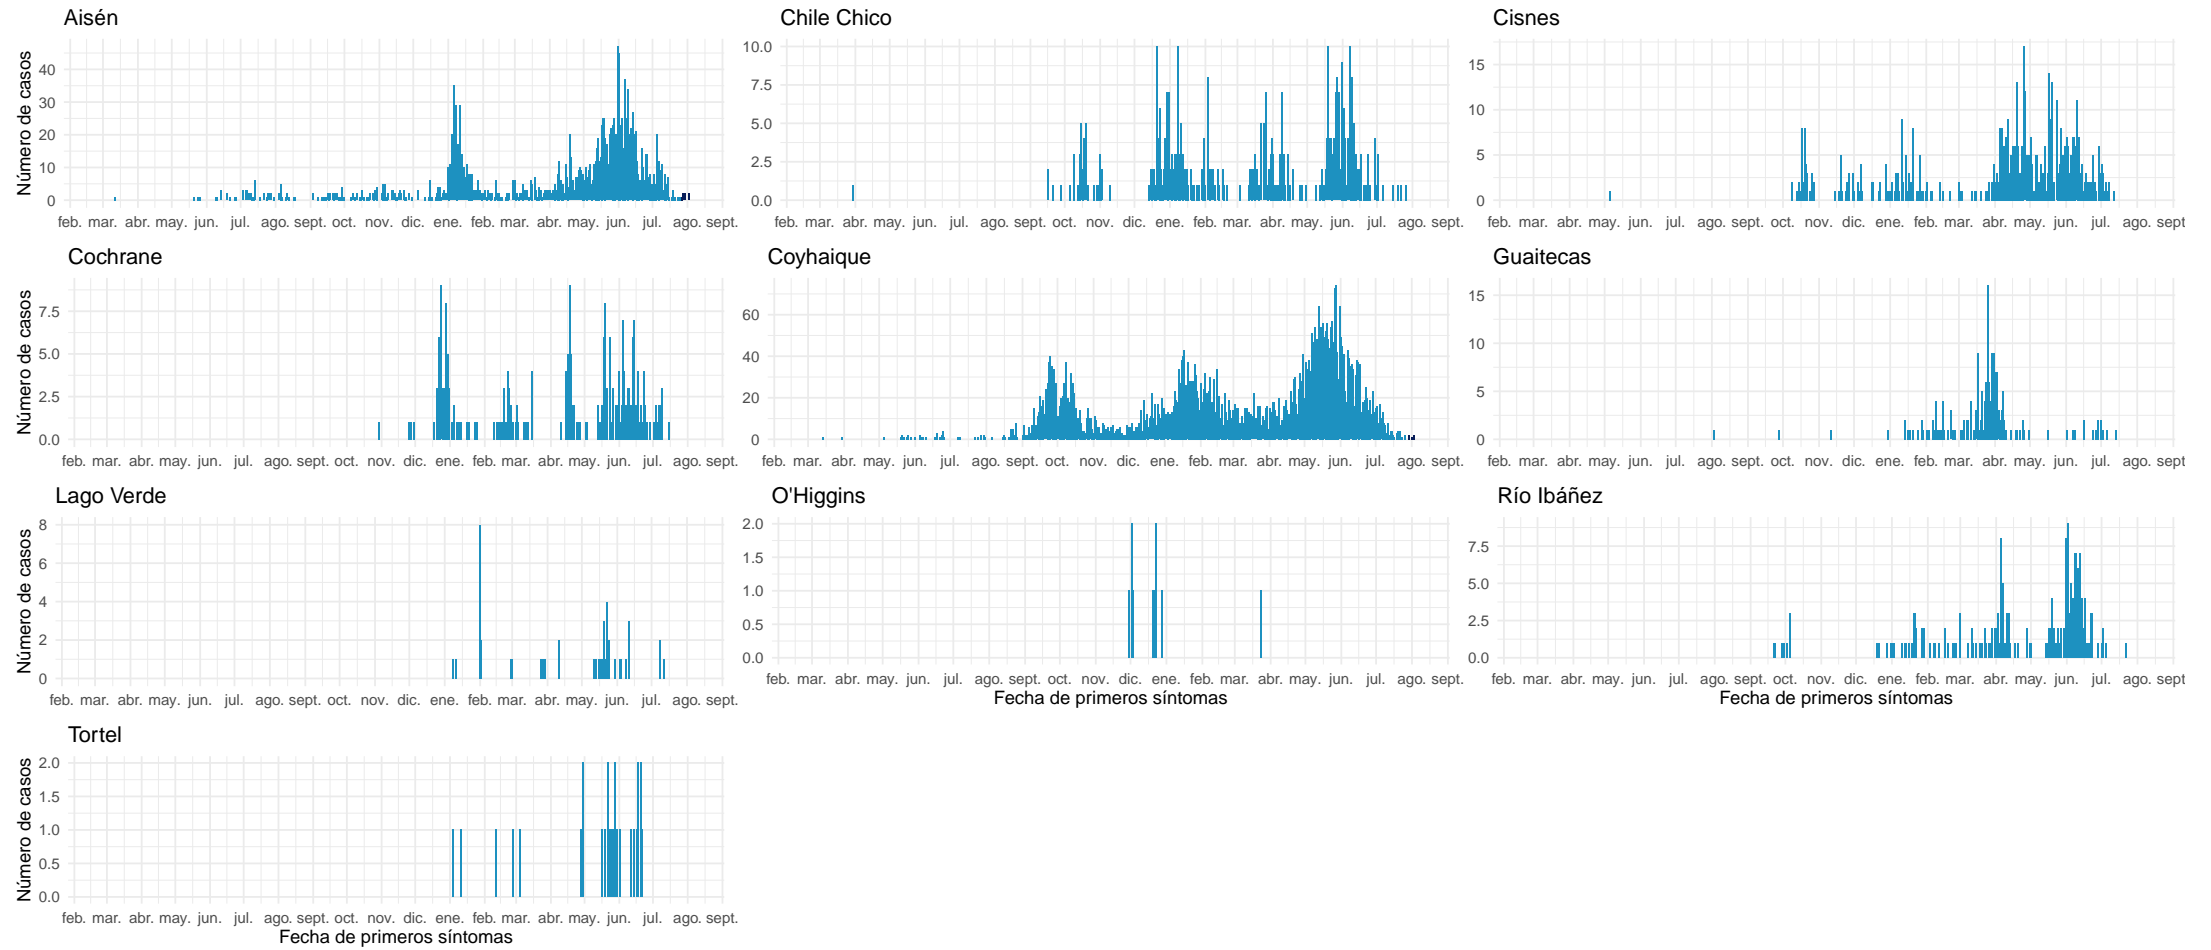 Aisén
Número de casos
40
30
20
10
0
feb. mar. abr. may. jun. jul. ago. sept. oct. nov. dic. ene. feb. mar. abr. may. jun. jul. ago. sept.
Chile Chico
10.0
7.5
5.0
2.5
0.0
feb. mar. abr. may. jun. jul. ago. sept. oct. nov. dic. ene. feb. mar. abr. may. jun. jul. ago. sept.
Cisnes
15
10
5
0
feb. mar. abr. may. jun. jul. ago. sept. oct. nov. dic. ene. feb. mar. abr. may. jun. jul. ago. sept
Cochrane
Número de casos
7.5
5.0
2.5
0.0
feb. mar. abr. may. jun. jul. ago. sept. oct. nov. dic. ene. feb. mar. abr. may. jun. jul. ago. sept.
Coyhaique
60
40
20
0
feb. mar. abr. may. jun. jul. ago. sept. oct. nov. dic. ene. feb. mar. abr. may. jun. jul. ago. sept.
Guaitecas
15
10
5
0
feb. mar. abr. may. jun. jul. ago. sept. oct. nov. dic. ene. feb. mar. abr. may. jun. jul. ago. sept
Lago Verde
Número de casos
8
6
4
2
0
feb. mar. abr. may. jun. jul. ago. sept. oct. nov. dic. ene. feb. mar. abr. may. jun. jul. ago. sept.
O'Higgins
2.0
1.5
1.0
0.5
0.0
feb. mar. abr. may. jun. jul. ago. sept. oct. nov. dic. ene. feb. mar. abr. may. jun. jul. ago. sept.
Fecha de primeros síntomas
Río Ibáñez
7.5
5.0
2.5
0.0
feb. mar. abr. may. jun. jul. ago. sept. oct. nov. dic. ene. feb. mar. abr. may. jun. jul. ago. sept
Fecha de primeros síntomas
Tortel
Número de casos
2.0
1.5
1.0
0.5
0.0
feb. mar. abr. may. jun. jul. ago. sept. oct. nov. dic. ene. feb. mar. abr. may. jun. jul. ago. sept.
Fecha de primeros síntomas